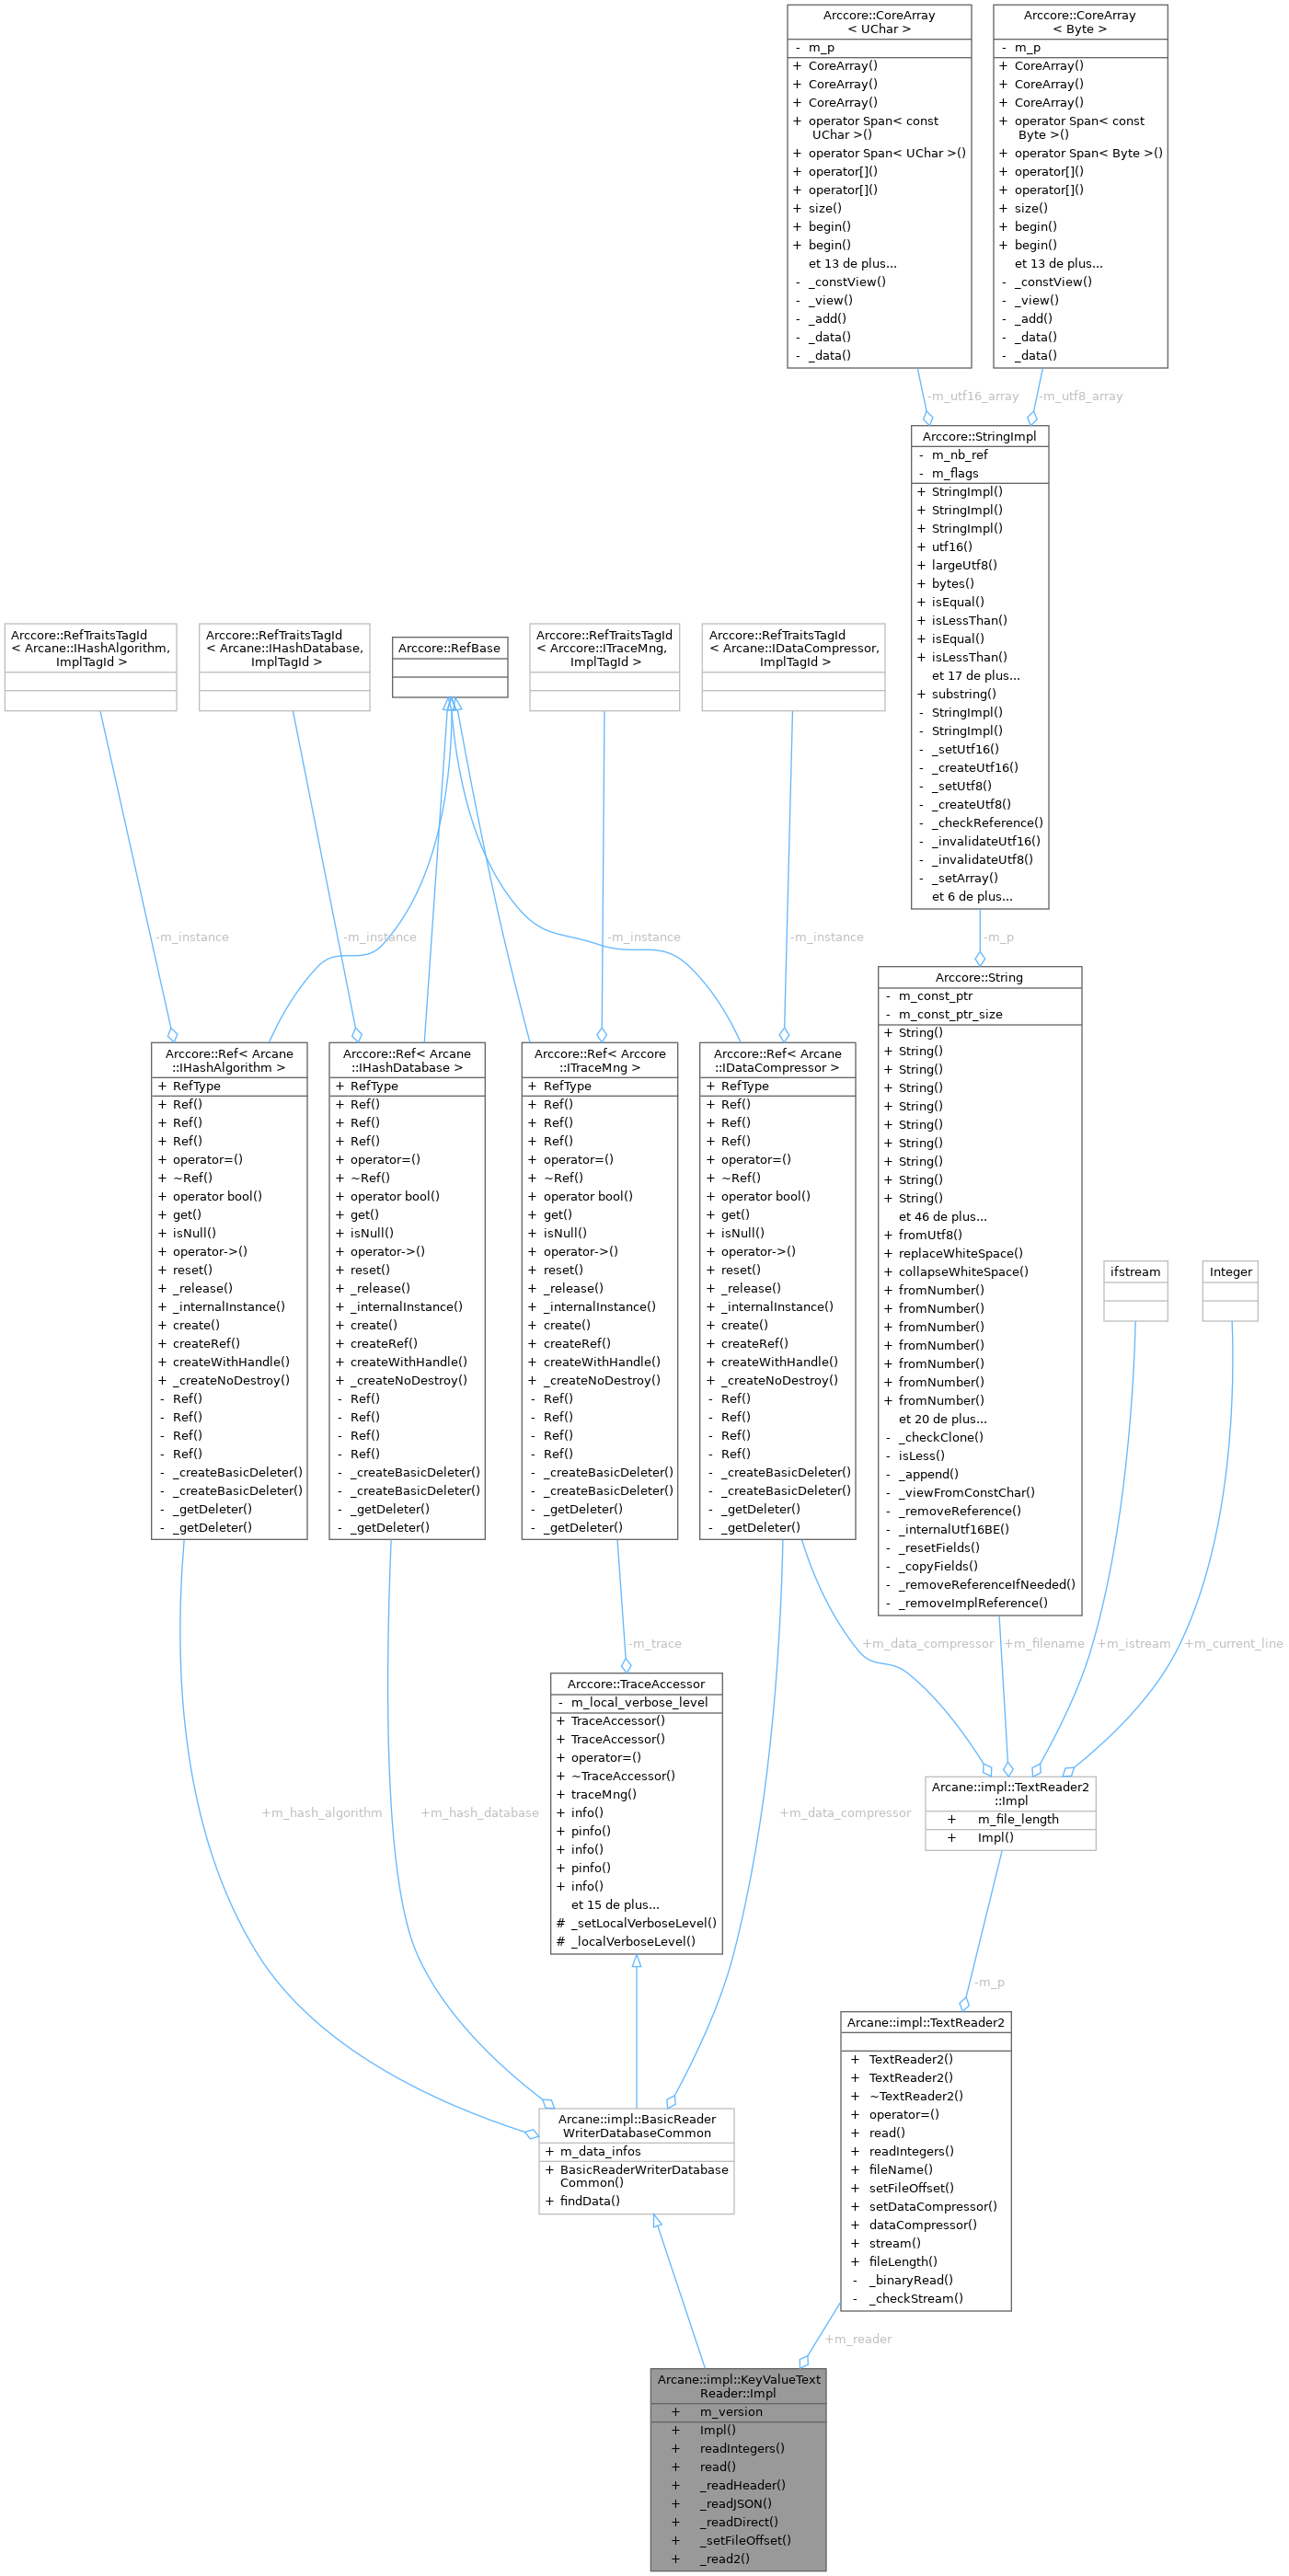 Arccore::CoreArray
< UChar >
- m_p
+ CoreArray()
+ CoreArray()
+ CoreArray()
+ operator Span< const
UChar >()
+ operator Span< UChar >()
+ operator[]()
+ operator[]()
+ size()
+ begin()
+ begin()
et 13 de plus...
- _constView()
- _view()
- _add()
- _data()
- _data()
Arccore::CoreArray
< Byte >
- m_p
+ CoreArray()
+ CoreArray()
+ CoreArray()
+ operator Span< const
Byte >()
+ operator Span< Byte >()
+ operator[]()
+ operator[]()
+ size()
+ begin()
+ begin()
et 13 de plus...
- _constView()
- _view()
- _add()
- _data()
- _data()
-m_utf16_array
-m_utf8_array
Arccore::StringImpl
- m_nb_ref
- m_flags
+ StringImpl()
+ StringImpl()
+ StringImpl()
+ utf16()
+ largeUtf8()
+ bytes()
+ isEqual()
+ isLessThan()
+ isEqual()
+ isLessThan()
et 17 de plus...
+ substring()
- StringImpl()
- StringImpl()
- _setUtf16()
- _createUtf16()
- _setUtf8()
- _createUtf8()
- _checkReference()
- _invalidateUtf16()
- _invalidateUtf8()
- _setArray()
et 6 de plus...
Arccore::RefTraitsTagId
< Arcane::IHashAlgorithm,
ImplTagId >
Arccore::RefTraitsTagId
< Arcane::IHashDatabase,
ImplTagId >
Arccore::RefBase
Arccore::RefTraitsTagId
< Arccore::ITraceMng,
ImplTagId >
Arccore::RefTraitsTagId
< Arcane::IDataCompressor,
ImplTagId >
-m_instance
-m_instance
-m_instance
-m_instance
-m_p
Arccore::Ref< Arcane
::IHashAlgorithm >
+ RefType
+ Ref()
+ Ref()
+ Ref()
+ operator=()
+ ~Ref()
+ operator bool()
+ get()
+ isNull()
+ operator->()
+ reset()
+ _release()
+ _internalInstance()
+ create()
+ createRef()
+ createWithHandle()
+ _createNoDestroy()
- Ref()
- Ref()
- Ref()
- Ref()
- _createBasicDeleter()
- _createBasicDeleter()
- _getDeleter()
- _getDeleter()
Arccore::Ref< Arcane
::IHashDatabase >
+ RefType
+ Ref()
+ Ref()
+ Ref()
+ operator=()
+ ~Ref()
+ operator bool()
+ get()
+ isNull()
+ operator->()
+ reset()
+ _release()
+ _internalInstance()
+ create()
+ createRef()
+ createWithHandle()
+ _createNoDestroy()
- Ref()
- Ref()
- Ref()
- Ref()
- _createBasicDeleter()
- _createBasicDeleter()
- _getDeleter()
- _getDeleter()
Arccore::Ref< Arccore
::ITraceMng >
+ RefType
+ Ref()
+ Ref()
+ Ref()
+ operator=()
+ ~Ref()
+ operator bool()
+ get()
+ isNull()
+ operator->()
+ reset()
+ _release()
+ _internalInstance()
+ create()
+ createRef()
+ createWithHandle()
+ _createNoDestroy()
- Ref()
- Ref()
- Ref()
- Ref()
- _createBasicDeleter()
- _createBasicDeleter()
- _getDeleter()
- _getDeleter()
Arccore::Ref< Arcane
::IDataCompressor >
+ RefType
+ Ref()
+ Ref()
+ Ref()
+ operator=()
+ ~Ref()
+ operator bool()
+ get()
+ isNull()
+ operator->()
+ reset()
+ _release()
+ _internalInstance()
+ create()
+ createRef()
+ createWithHandle()
+ _createNoDestroy()
- Ref()
- Ref()
- Ref()
- Ref()
- _createBasicDeleter()
- _createBasicDeleter()
- _getDeleter()
- _getDeleter()
Arccore::String
- m_const_ptr
- m_const_ptr_size
+ String()
+ String()
+ String()
+ String()
+ String()
+ String()
+ String()
+ String()
+ String()
+ String()
et 46 de plus...
+ fromUtf8()
+ replaceWhiteSpace()
+ collapseWhiteSpace()
+ fromNumber()
+ fromNumber()
+ fromNumber()
+ fromNumber()
+ fromNumber()
+ fromNumber()
+ fromNumber()
et 20 de plus...
- _checkClone()
- isLess()
- _append()
- _viewFromConstChar()
- _removeReference()
- _internalUtf16BE()
- _resetFields()
- _copyFields()
- _removeReferenceIfNeeded()
- _removeImplReference()
ifstream
Integer
-m_trace
+m_data_compressor
+m_filename
+m_istream
+m_current_line
Arccore::TraceAccessor
- m_local_verbose_level
+ TraceAccessor()
+ TraceAccessor()
+ operator=()
+ ~TraceAccessor()
+ traceMng()
+ info()
+ pinfo()
+ info()
+ pinfo()
+ info()
et 15 de plus...
# _setLocalVerboseLevel()
# _localVerboseLevel()
Arcane::impl::TextReader2
::Impl
+ m_file_length
+ Impl()
+m_hash_algorithm
+m_hash_database
+m_data_compressor
-m_p
Arcane::impl::TextReader2
+ TextReader2()
+ TextReader2()
+ ~TextReader2()
+ operator=()
+ read()
+ readIntegers()
+ fileName()
+ setFileOffset()
+ setDataCompressor()
+ dataCompressor()
+ stream()
+ fileLength()
- _binaryRead()
- _checkStream()
Arcane::impl::BasicReader
WriterDatabaseCommon
+ m_data_infos
+ BasicReaderWriterDatabase
Common()
+ findData()
+m_reader
Arcane::impl::KeyValueText
Reader::Impl
+ m_version
+ Impl()
+ readIntegers()
+ read()
+ _readHeader()
+ _readJSON()
+ _readDirect()
+ _setFileOffset()
+ _read2()